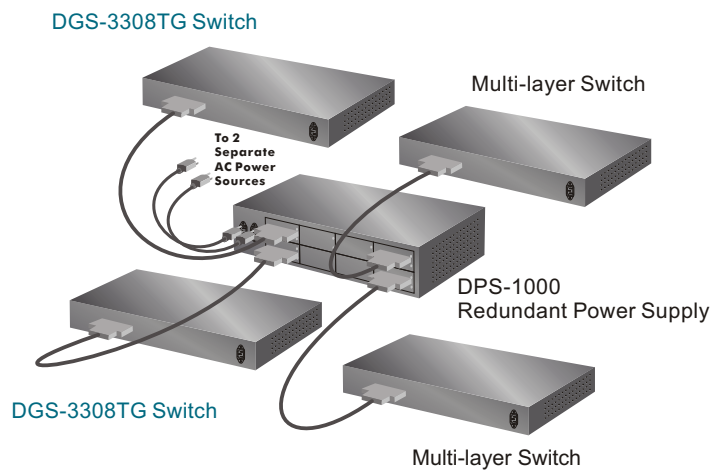 DGS-3308TG Switch
Multi-layer Switch
To 2
Separate
AC Power
Sources
DPS-1000
Redundant Power Supply
DGS-3308TG Switch
Multi-layer Switch